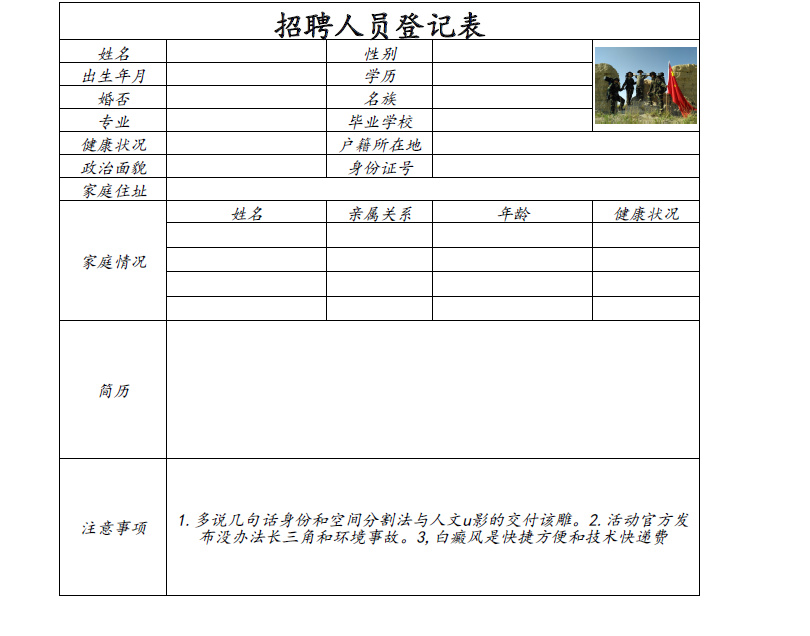 招聘人员登记表
姓名 性别
出生年月 学历
婚否 名族
专业 毕业学校
健康状况 户籍所在地
政治面貌 身份证号
家庭住址
姓名 亲属关系 年龄 健康状况
家庭情况
简历
注意事项
1.多说几句话身份和空间分割法与人文u影的交付该雕。2.活动官方发
布没办法长三角和环境事故。3,白癜风是快捷方便和技术快递费